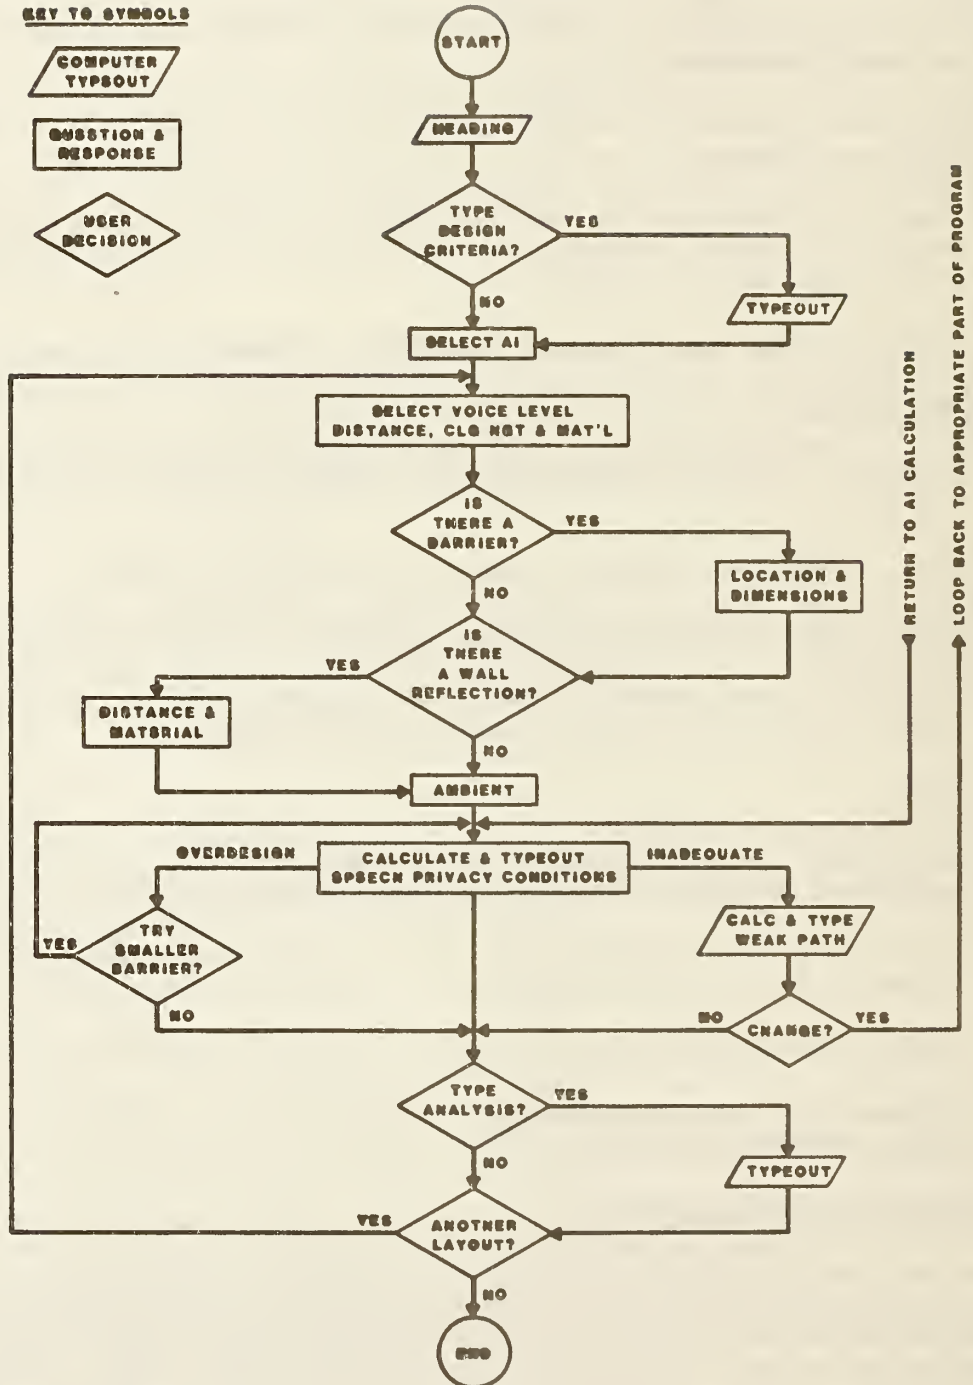 KEY TO SYMBOLS
COMPUTER
TYPEOUT
QUESTION &
RESPONSE
USER
DECISION
START
HEADING
TYPE
DESIGN
CRITERIA?
YES
NO
TYPEOUT
SELECT AI
SELECT VOICE LEVEL
DISTANCE, CLG HGT & MAT'L
IS
THERE A
BARRIER?
YES
NO
LOCATION &
DIMENSIONS
IS
THERE
A WALL
REFLECTION?
YES
NO
DISTANCE &
MATERIAL
AMBIENT
CALCULATE & TYPEOUT
SPEECH PRIVACY CONDITIONS
OVERDESIGN
INADEQUATE
TRY
SMALLER
BARRIER?
YES
NO
CALC & TYPE
WEAK PATH
CHANGE?
NO
YES
TYPE
ANALYSIS?
YES
NO
TYPEOUT
ANOTHER
LAYOUT?
YES
NO
END
RETURN TO AI CALCULATION
LOOP BACK TO APPROPRIATE PART OF PROGRAM